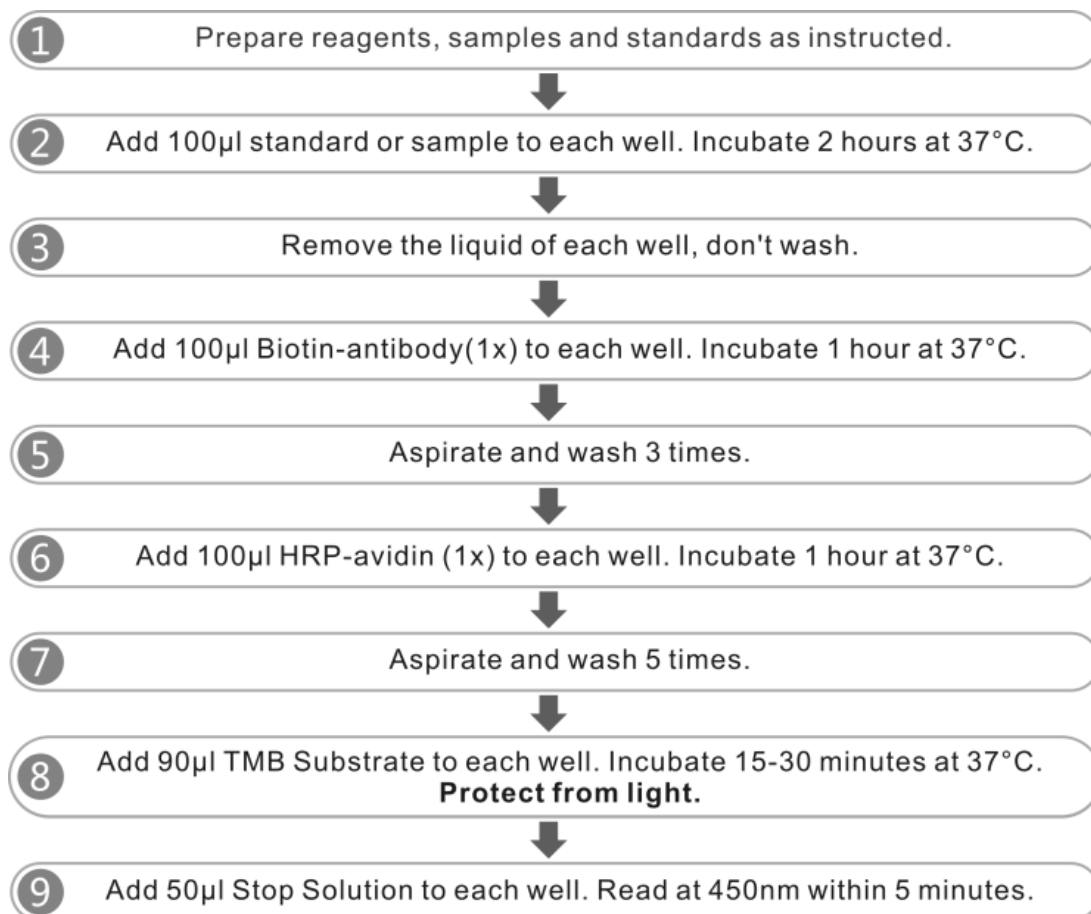 1 Prepare reagents, samples and standards as instructed.
2 Add 100µl standard or sample to each well. Incubate 2 hours at 37°C.
3 Remove the liquid of each well, don't wash.
4 Add 100µl Biotin-antibody(1x) to each well. Incubate 1 hour at 37°C.
5 Aspirate and wash 3 times.
6 Add 100µl HRP-avidin (1x) to each well. Incubate 1 hour at 37°C.
7 Aspirate and wash 5 times.
8 Add 90µl TMB Substrate to each well. Incubate 15-30 minutes at 37°C.
Protect from light.
9 Add 50µl Stop Solution to each well. Read at 450nm within 5 minutes.